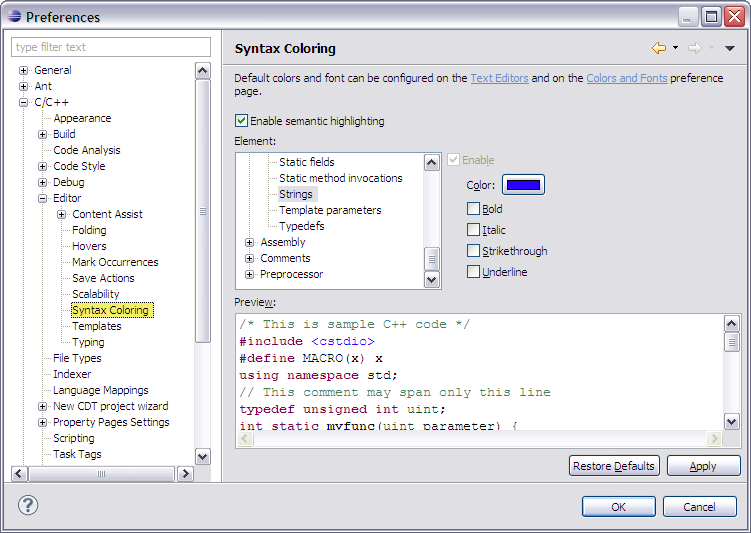 Preferences
type filter text
General
Ant
C/C++
Appearance
Build
Code Analysis
Code Style
Debug
Editor
Content Assist
Folding
Hovers
Mark Occurrences
Save Actions
Scalability
Syntax Coloring
Templates
Typing
File Types
Indexer
Language Mappings
New CDT project wizard
Property Pages Settings
Scripting
Task Tags
Syntax Coloring
Default colors and font can be configured on the Text Editors and on the Colors and Fonts preference
page.
Enable semantic highlighting
Element:
Static fields
Static method invocations
Strings
Template parameters
Typedefs
Assembly
Comments
Preprocessor
Enable
Color:
Bold
Italic
Strikethrough
Underline
Preview:
/* This is sample C++ code */
#include <cstdio>
#define MACRO(x) x
using namespace std;
// This comment may span only this line
typedef unsigned int uint;
int static myfunc(uint parameter) {
Restore Defaults
Apply
?
OK
Cancel